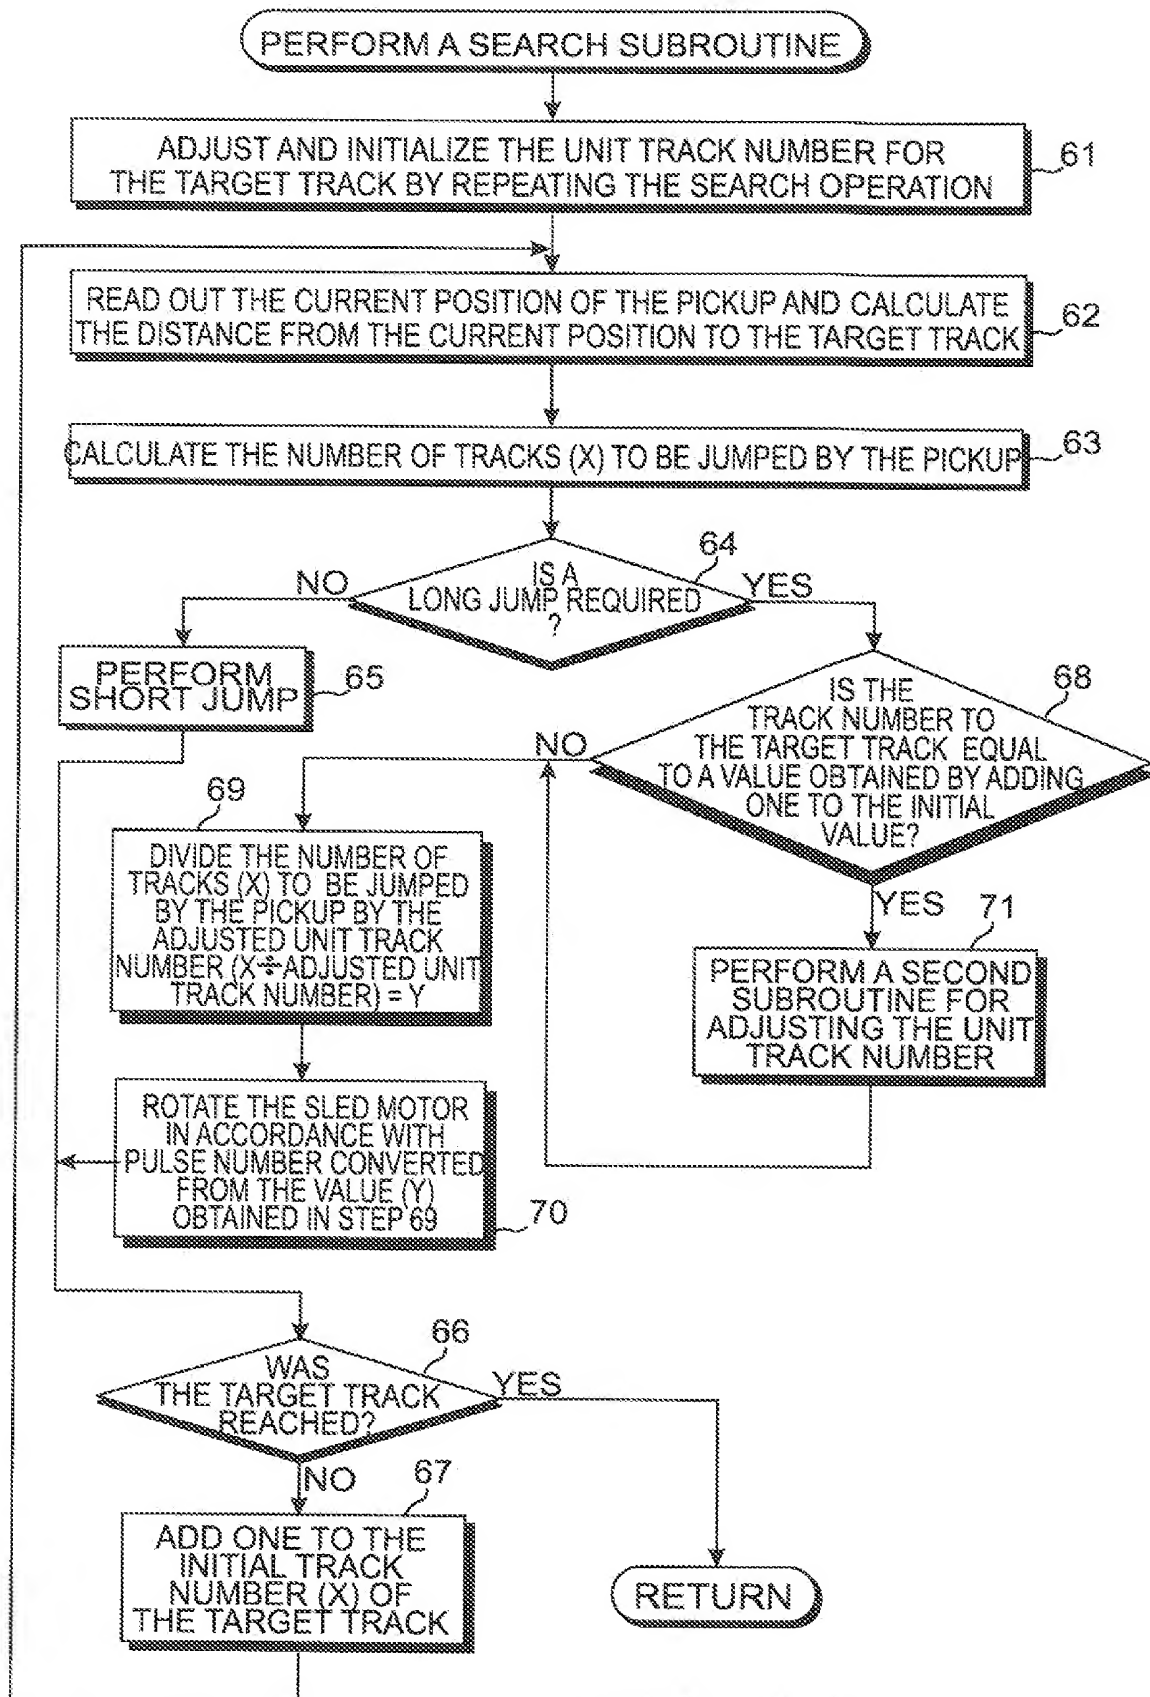 PERFORM A SEARCH SUBROUTINE
ADJUST AND INITIALIZE THE UNIT TRACK NUMBER FOR
THE TARGET TRACK BY REPEATING THE SEARCH OPERATION
61
READ OUT THE CURRENT POSITION OF THE PICKUP AND CALCULATE
THE DISTANCE FROM THE CURRENT POSITION TO THE TARGET TRACK
62
CALCULATE THE NUMBER OF TRACKS (X) TO BE JUMPED BY THE PICKUP
63
64
NO
IS A
LONG JUMP REQUIRED
?
YES
PERFORM
SHORT JUMP
65
68
IS THE
TRACK NUMBER TO
THE TARGET TRACK EQUAL
TO A VALUE OBTAINED BY ADDING
ONE TO THE INITIAL
VALUE?
NO
YES
69
DIVIDE THE NUMBER OF
TRACKS (X) TO BE JUMPED
BY THE PICKUP BY THE
ADJUSTED UNIT TRACK
NUMBER (X÷ADJUSTED UNIT
TRACK NUMBER) = Y
71
PERFORM A SECOND
SUBROUTINE FOR
ADJUSTING THE UNIT
TRACK NUMBER
ROTATE THE SLED MOTOR
IN ACCORDANCE WITH
PULSE NUMBER CONVERTED
FROM THE VALUE (Y)
OBTAINED IN STEP 69
70
66
WAS
THE TARGET TRACK
REACHED?
YES
NO
67
ADD ONE TO THE
INITIAL TRACK
NUMBER (X) OF
THE TARGET TRACK
RETURN